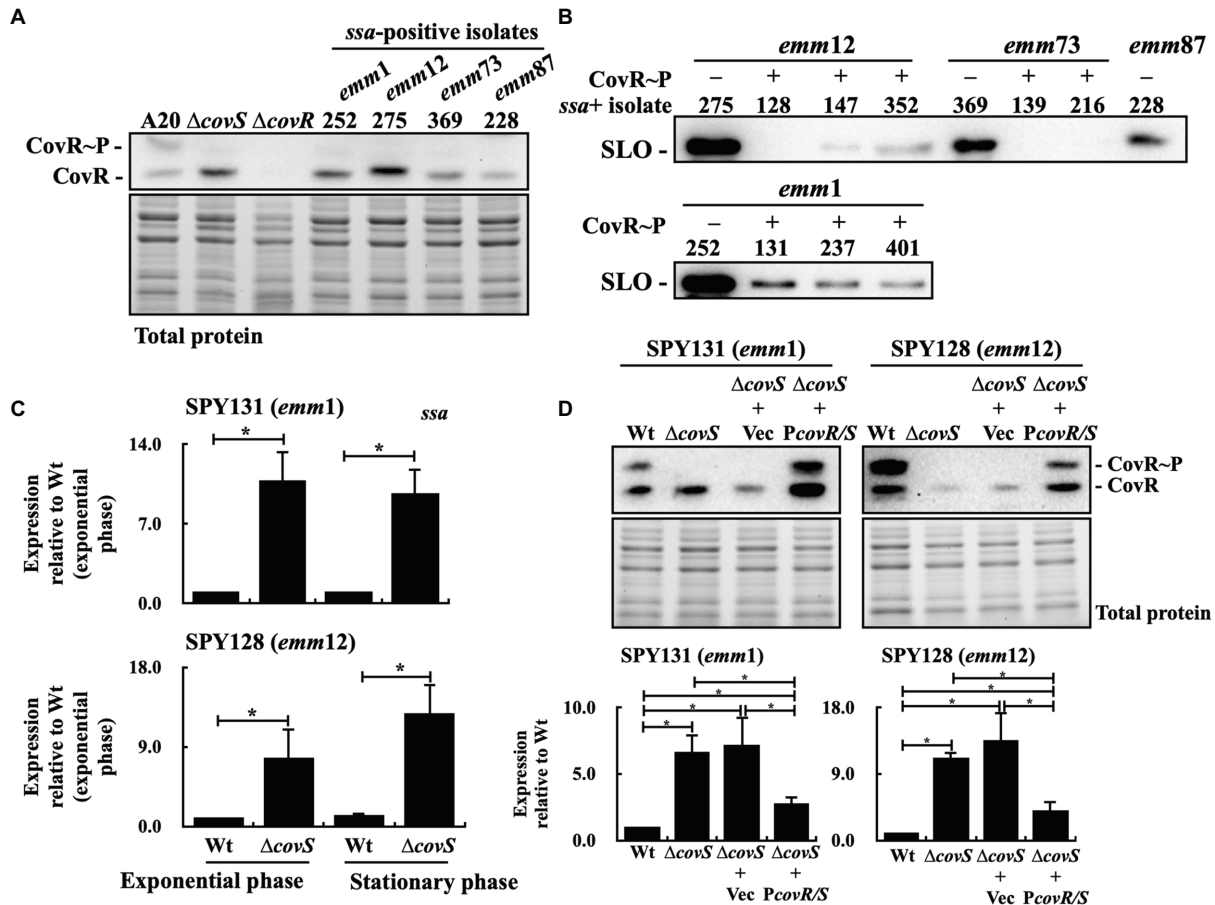 A
ssa-positive isolates
emm1 emm12 emm73 emm87
A20 ΔcovS ΔcovR 252 275 369 228
CovR~P -
CovR -
Total protein
B
emm12 emm73 emm87
CovR~P − + + + − + +
ssa+ isolate 275 128 147 352 369 139 216 228
SLO -
emm1
CovR~P − + + +
252 131 237 401
SLO -
C
SPY131 (emm1) ssa
Expression
relative to Wt
(exponential
phase)
14.0
7.0
0.0
* *
SPY128 (emm12)
Expression
relative to Wt
(exponential
phase)
18.0
9.0
0.0
* *
Wt ΔcovS Wt ΔcovS
Exponential phase Stationary phase
D
SPY131 (emm1) SPY128 (emm12)
ΔcovS ΔcovS ΔcovS ΔcovS
+ + + +
Wt ΔcovS Vec PcovR/S Wt ΔcovS Vec PcovR/S
- CovR~P
- CovR
Total protein
SPY131 (emm1)
Expression
relative to Wt
10.0
5.0
0.0
* * * * *
Wt ΔcovS ΔcovS ΔcovS
+ +
Vec PcovR/S
SPY128 (emm12)
18.0
9.0
0.0
* * * * *
Wt ΔcovS ΔcovS ΔcovS
+ +
Vec PcovR/S